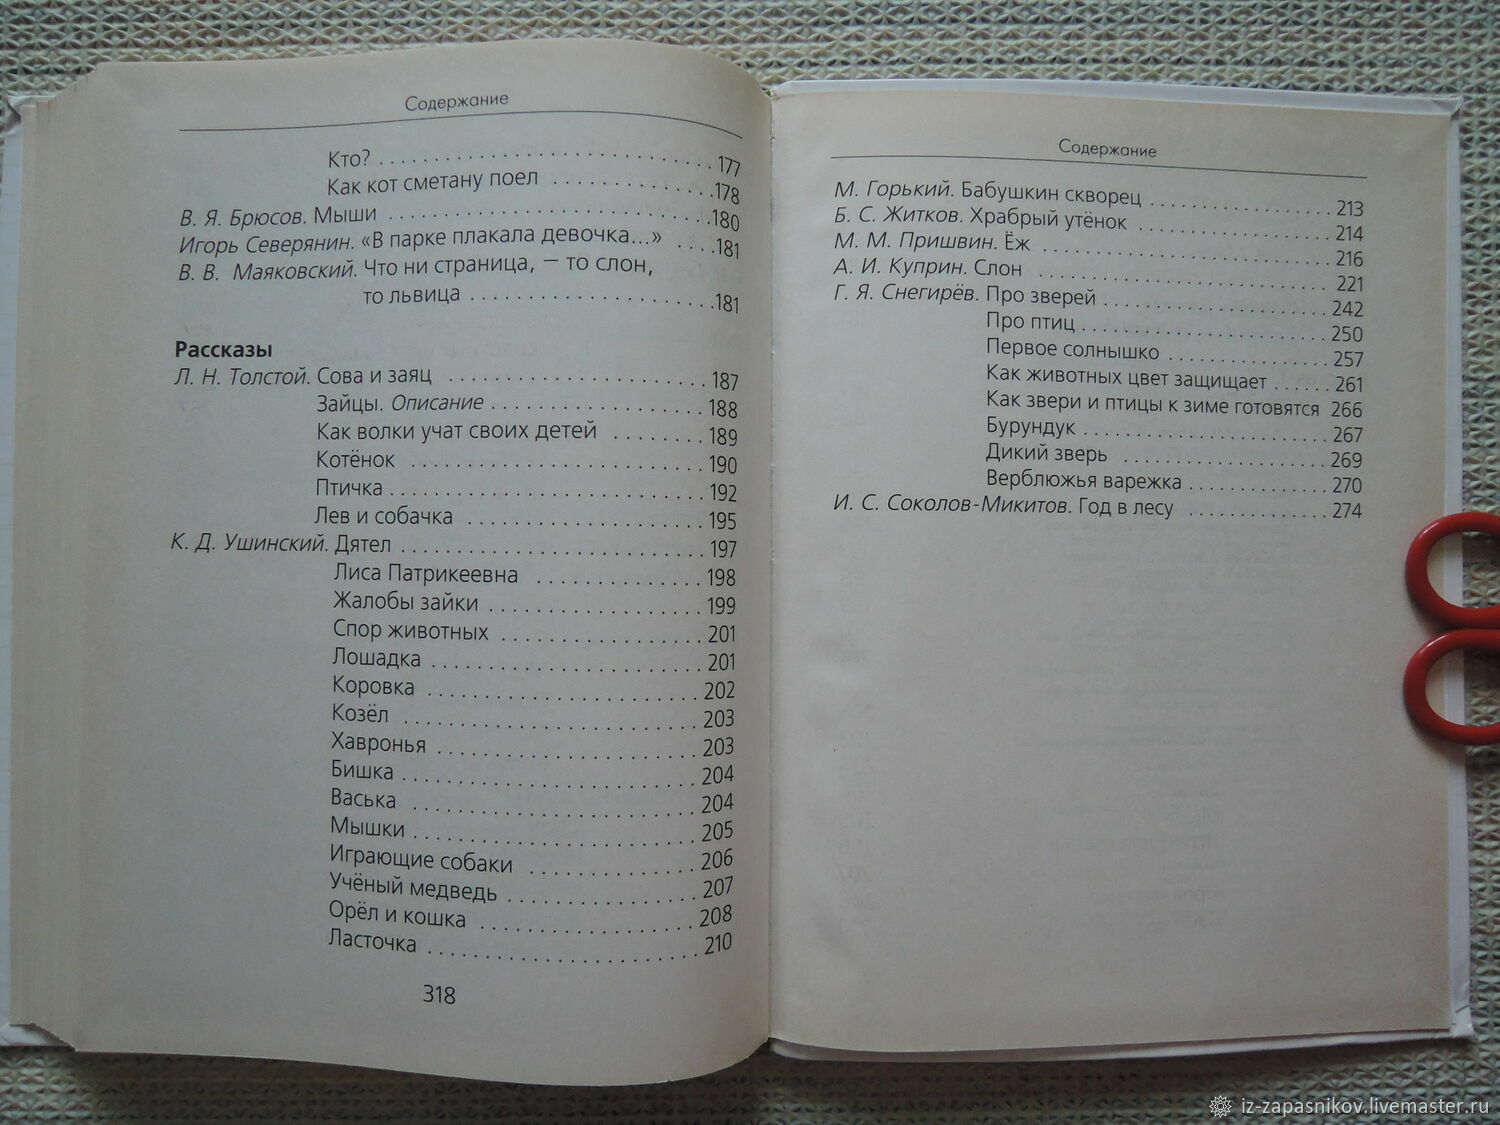 Содержание
Кто? . . . . . . . . . . . . . . . . . . . . . . . . . . . . . . 177
Как кот сметану поел . . . . . . . . . . . . . . . 178
В. Я. Брюсов. Мыши . . . . . . . . . . . . . . . . . . . . . . . . . . . . . 180
Игорь Северянин. «В парке плакала девочка...» . . . . 181
В. В. Маяковский. Что ни страница, — то слон,
то львица . . . . . . . . . . . . . . . . . . . . . . 181
Рассказы
Л. Н. Толстой. Сова и заяц . . . . . . . . . . . . . . . . . . . . . . . 187
Зайцы. Описание . . . . . . . . . . . . . . . . . . . . 188
Как волки учат своих детей . . . . . . . . 189
Котёнок . . . . . . . . . . . . . . . . . . . . . . . . . . . 190
Птичка . . . . . . . . . . . . . . . . . . . . . . . . . . . . . 192
Лев и собачка . . . . . . . . . . . . . . . . . . . . . . 195
К. Д. Ушинский. Дятел . . . . . . . . . . . . . . . . . . . . . . . . . . . . 197
Лиса Патрикеевна . . . . . . . . . . . . . . . 198
Жалобы зайки . . . . . . . . . . . . . . . . . . . . 199
Спор животных . . . . . . . . . . . . . . . . . . . 201
Лошадка . . . . . . . . . . . . . . . . . . . . . . . . . 201
Коровка . . . . . . . . . . . . . . . . . . . . . . . . . 202
Козёл . . . . . . . . . . . . . . . . . . . . . . . . . . . 203
Хавронья . . . . . . . . . . . . . . . . . . . . . . . . 203
Бишка . . . . . . . . . . . . . . . . . . . . . . . . . . . 204
Васька . . . . . . . . . . . . . . . . . . . . . . . . . . 204
Мышки . . . . . . . . . . . . . . . . . . . . . . . . . . 205
Играющие собаки . . . . . . . . . . . . . . . . 206
Учёный медведь . . . . . . . . . . . . . . . . . . 207
Орёл и кошка . . . . . . . . . . . . . . . . . . . . 208
Ласточка . . . . . . . . . . . . . . . . . . . . . . . . . 210
318
Содержание
М. Горький. Бабушкин скворец . . . . . . . . . . . . . . . . . 213
Б. С. Житков. Храбрый утёнок . . . . . . . . . . . . . . . . . . 214
М. М. Пришвин. Ёж . . . . . . . . . . . . . . . . . . . . . . . . . . . 216
А. И. Куприн. Слон . . . . . . . . . . . . . . . . . . . . . . . . . . . 221
Г. Я. Снегирёв. Про зверей . . . . . . . . . . . . . . . . . . . . . 242
Про птиц . . . . . . . . . . . . . . . . . . . . . . . 250
Первое солнышко . . . . . . . . . . . . . . . 257
Как животных цвет защищает . . . . . . 261
Как звери и птицы к зиме готовятся 266
Бурундук . . . . . . . . . . . . . . . . . . . . . . . 267
Дикий зверь . . . . . . . . . . . . . . . . . . . . 269
Верблюжья варежка . . . . . . . . . . . . . 270
И. С. Соколов-Микитов. Год в лесу . . . . . . . . . . . . . 274
iz-zapasnikov.livemaster.ru